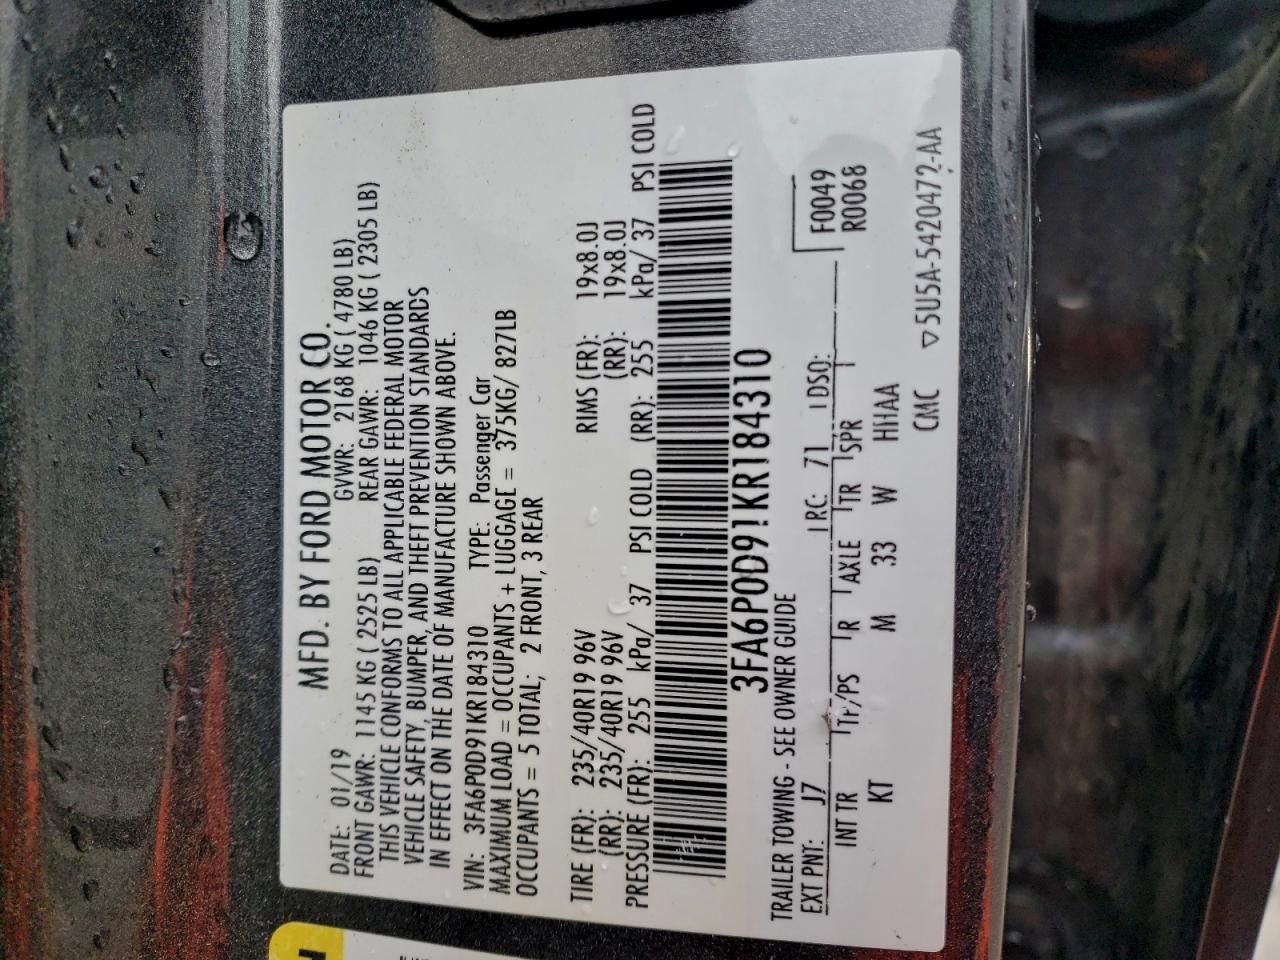 MFD. BY FORD MOTOR CO.
DATE: 01/19 GVWR: 2168 KG ( 4780 LB)
FRONT GAWR: 1145 KG ( 2525 LB) REAR GAWR: 1046 KG ( 2305 LB)
THIS VEHICLE CONFORMS TO ALL APPLICABLE FEDERAL MOTOR
VEHICLE SAFETY, BUMPER, AND THEFT PREVENTION STANDARDS
IN EFFECT ON THE DATE OF MANUFACTURE SHOWN ABOVE.
VIN: 3FA6P0D91KR184310 TYPE: Passenger Car
MAXIMUM LOAD = OCCUPANTS + LUGGAGE = 375KG/ 827LB
OCCUPANTS = 5 TOTAL; 2 FRONT, 3 REAR
TIRE (FR): 235/40R19 96V RIMS (FR): 19x8.0J
(RR): 235/40R19 96V (RR): 19x8.0J
PRESSURE (FR): 255 kPa/ 37 PSI COLD (RR): 255 kPa/ 37 PSI COLD
3FA6P0D91KR184310
TRAILER TOWING - SEE OWNER GUIDE
EXT PNT: J7 RC: 71 DSO: F0049
INT TR TP/PS R AXLE TR SPR R0068
KT M 33 W HHAA
CMC ▽5U5A-5420472-AA